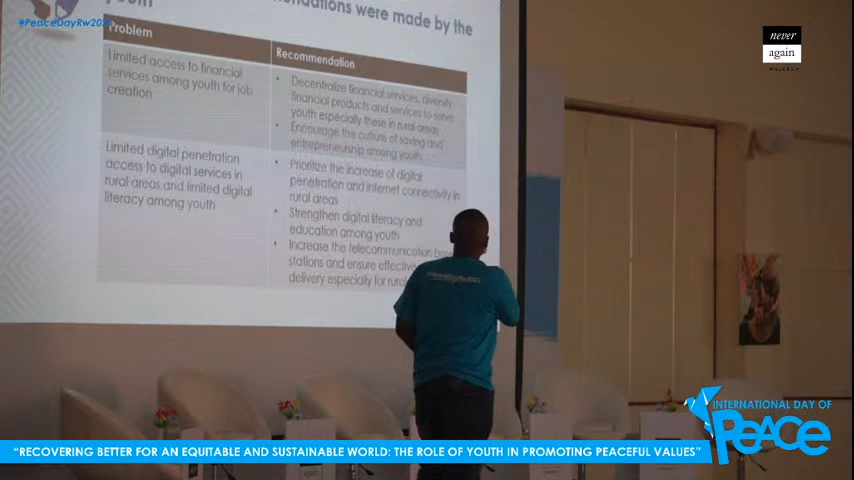 #PeaceDayRw202
youth
mendations were made by the
Problem
Recommendation
Limited access to financial
services among youth for job
creation
• Decentralize financial services, diversify
financial products and services to serve
youth especially these in rural areas
• Encourage the culture of saving and
enterpreneurship among youth
Limited digital penetration
access to digital services in
rural areas and limited digital
literacy among youth
• Prioritize the increase of digital
penetration and internet connectivity in
rural areas
• Strengthen digital literacy and
education among youth
• Increase the telecommunication
stations and ensure effective
delivery especially for
never
again
INTERNATIONAL DAY OF
PEACE
"RECOVERING BETTER FOR AN EQUITABLE AND SUSTAINABLE WORLD: THE ROLE OF YOUTH IN PROMOTING PEACEFUL VALUES"